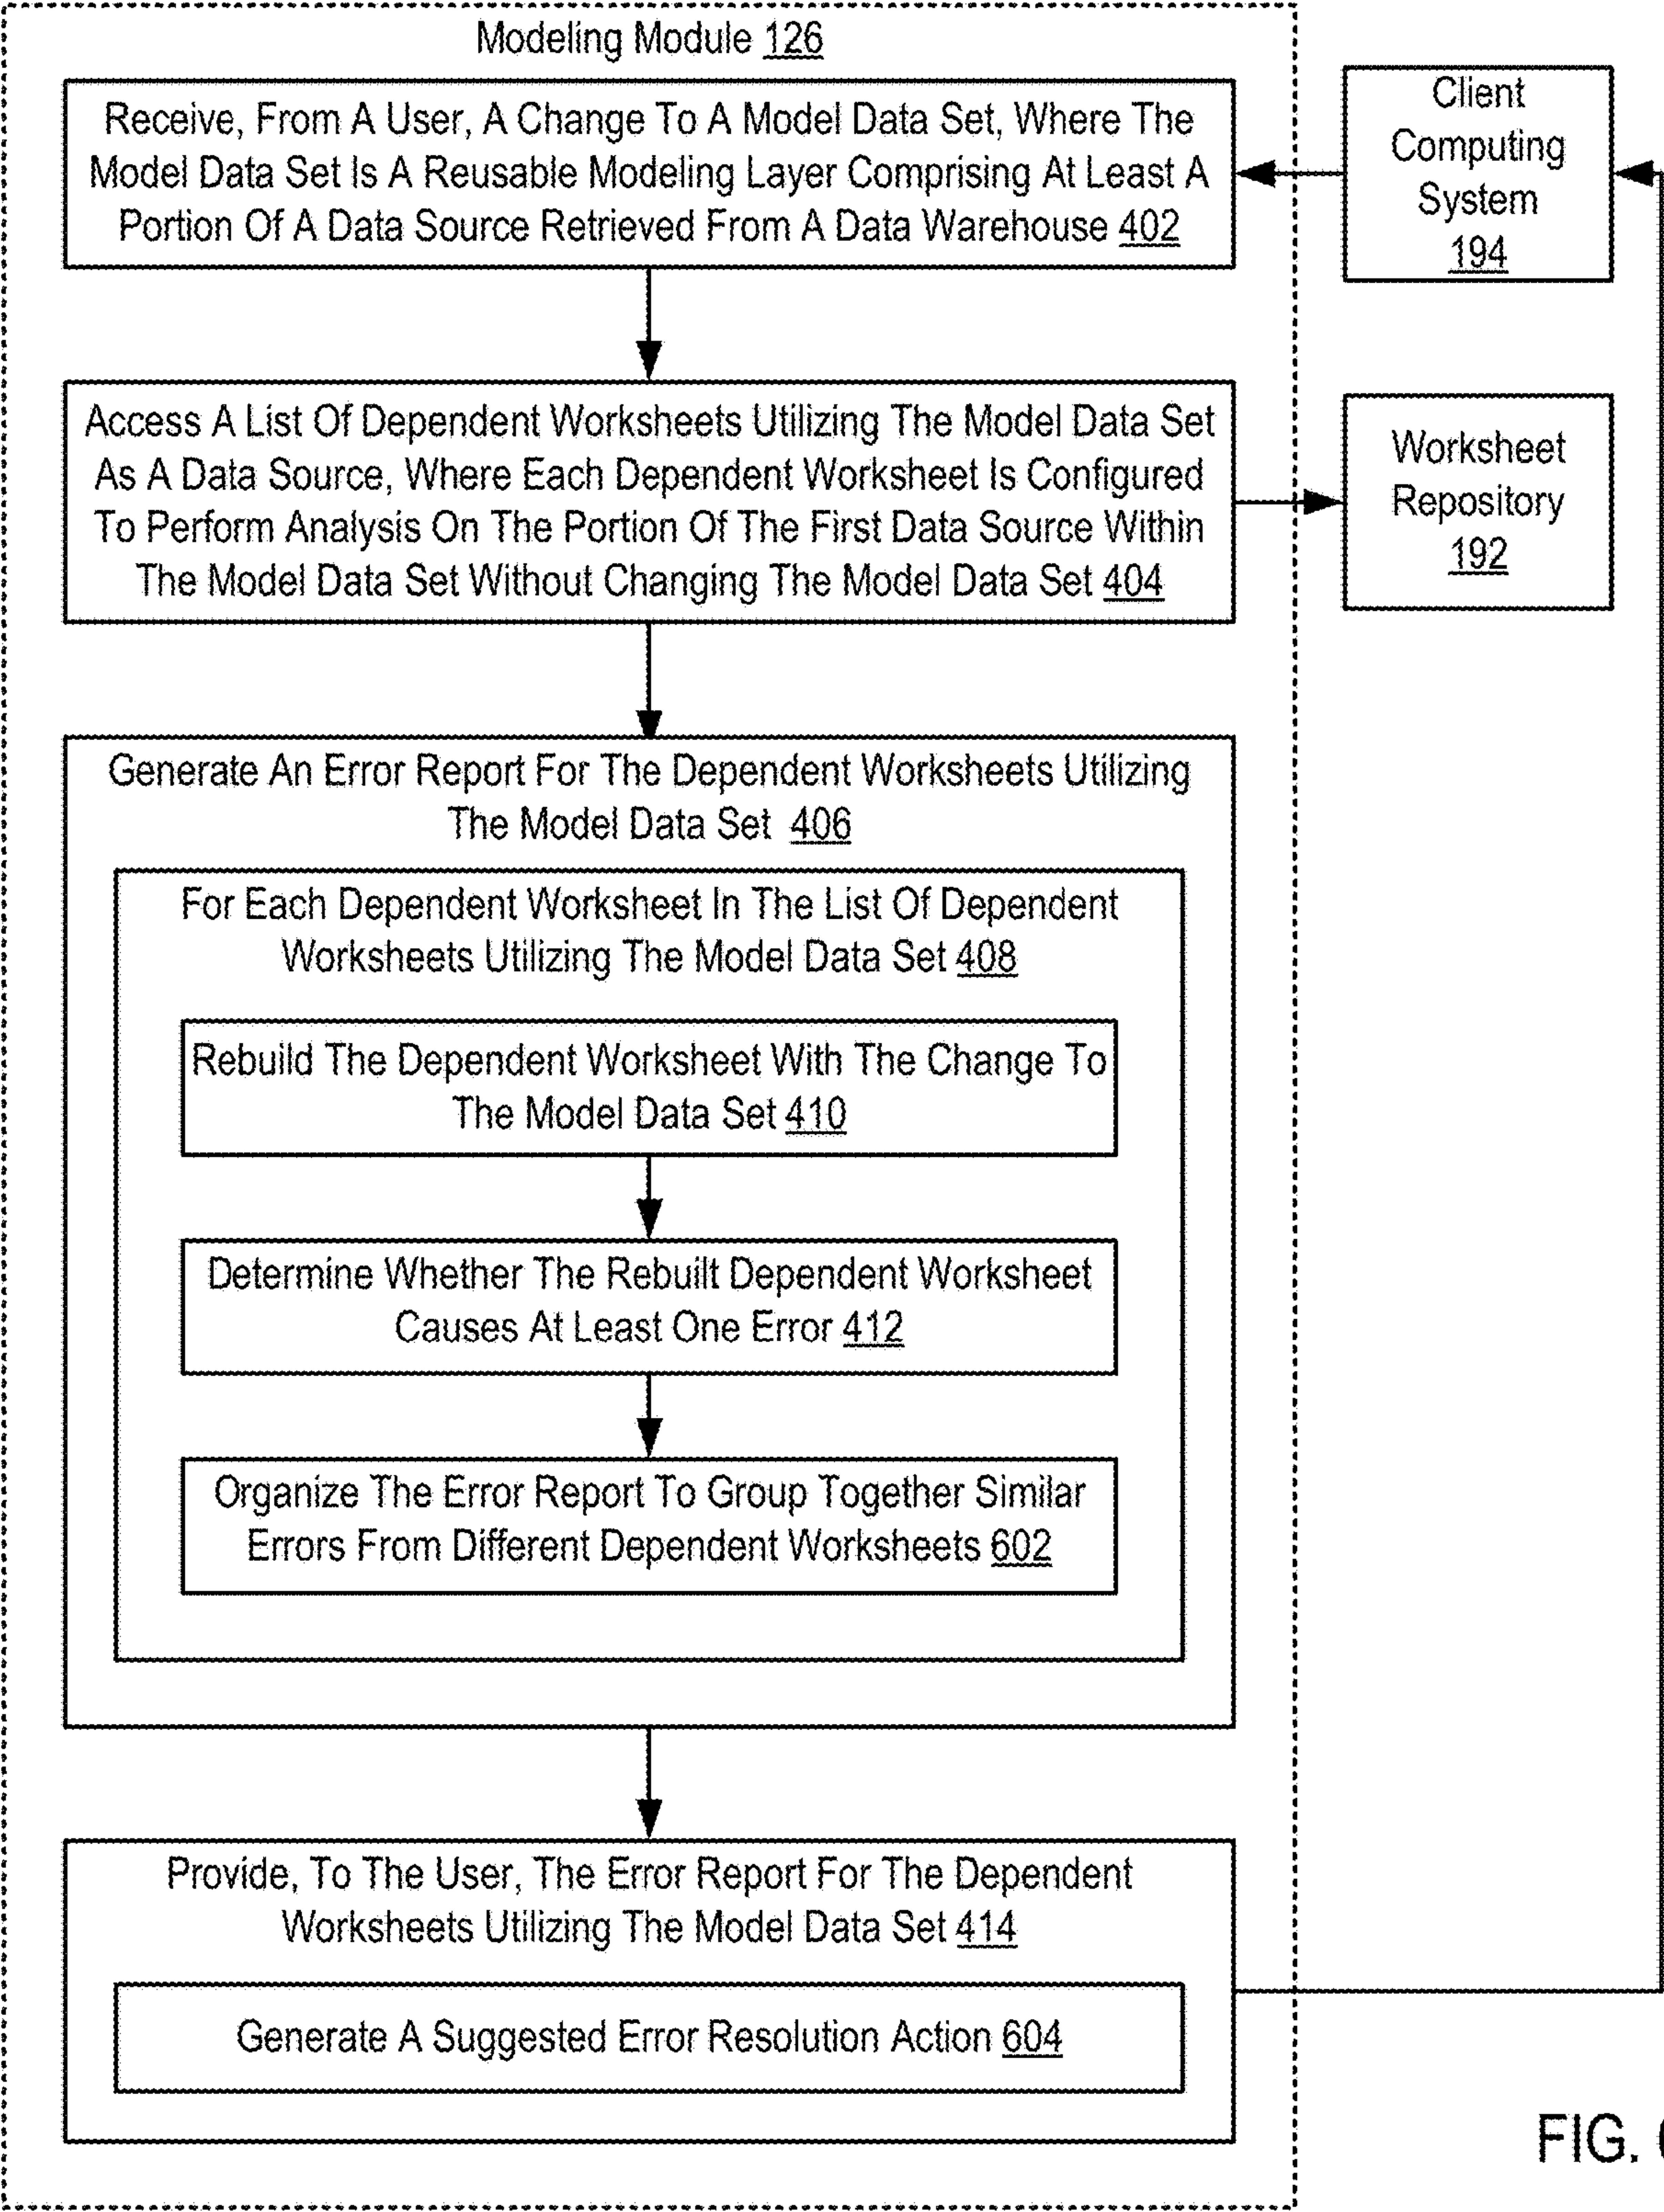 Modeling Module 126
Receive, From A User, A Change To A Model Data Set, Where The
Model Data Set Is A Reusable Modeling Layer Comprising At Least A
Portion Of A Data Source Retrieved From A Data Warehouse 402
Client
Computing
System
194
Access A List Of Dependent Worksheets Utilizing The Model Data Set
As A Data Source, Where Each Dependent Worksheet Is Configured
To Perform Analysis On The Portion Of The First Data Source Within
The Model Data Set Without Changing The Model Data Set 404
Worksheet
Repository
192
Generate An Error Report For The Dependent Worksheets Utilizing
The Model Data Set 406
For Each Dependent Worksheet In The List Of Dependent
Worksheets Utilizing The Model Data Set 408
Rebuild The Dependent Worksheet With The Change To
The Model Data Set 410
Determine Whether The Rebuilt Dependent Worksheet
Causes At Least One Error 412
Organize The Error Report To Group Together Similar
Errors From Different Dependent Worksheets 602
Provide, To The User, The Error Report For The Dependent
Worksheets Utilizing The Model Data Set 414
Generate A Suggested Error Resolution Action 604
FIG.